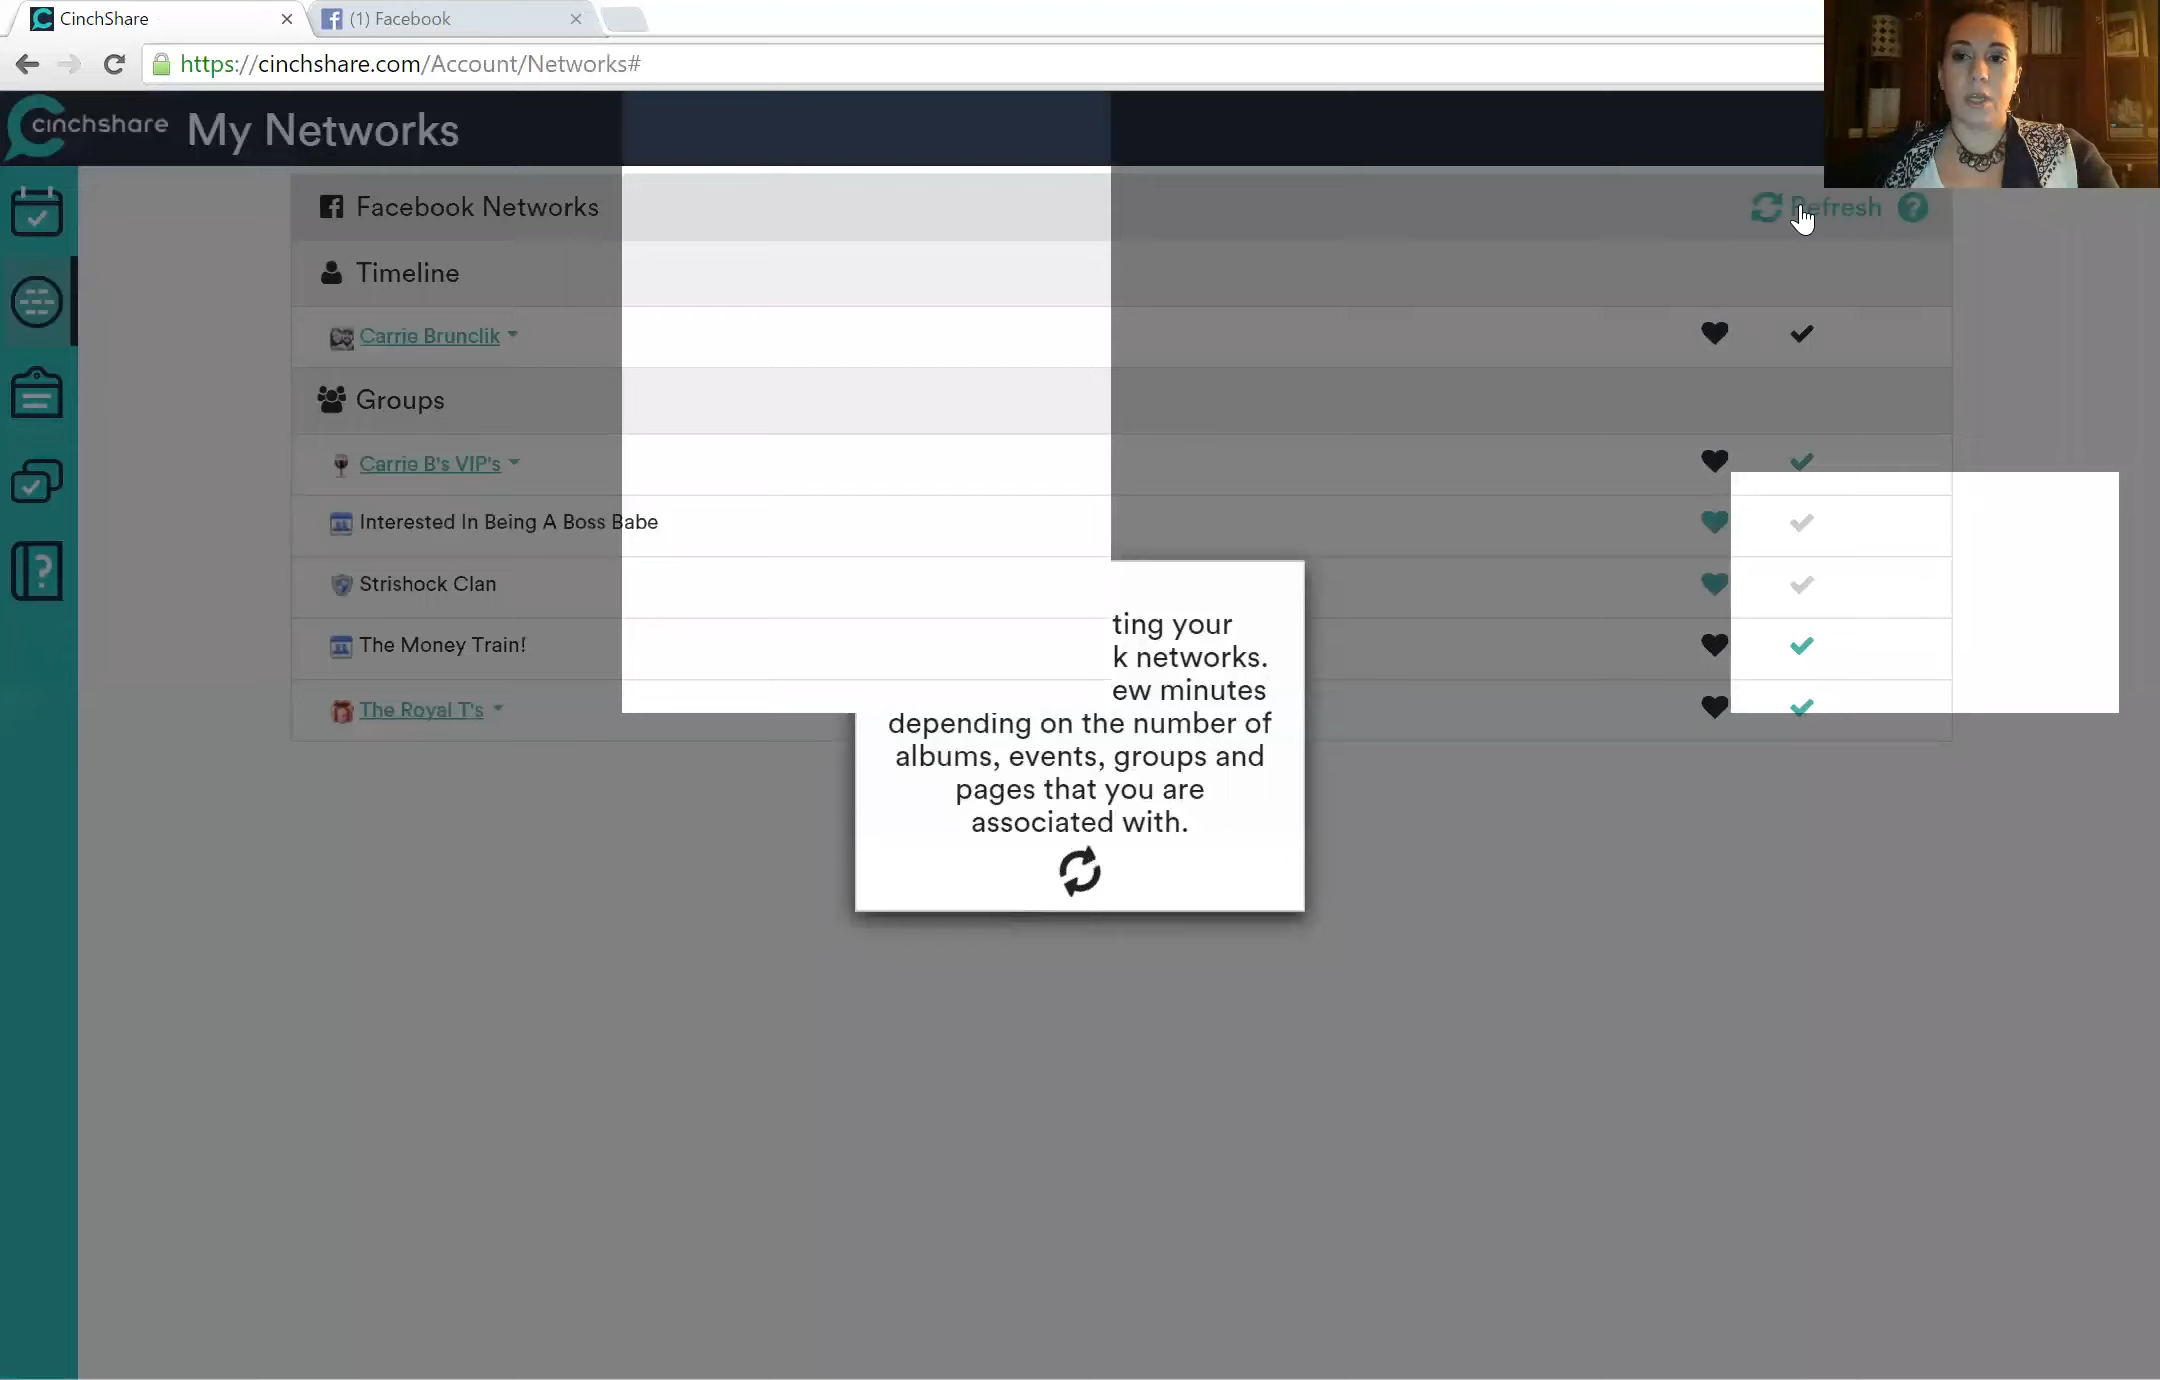 CinchShare
(1) Facebook
https://cinchshare.com/Account/Networks#
cinchshare My Networks
Facebook Networks
Refresh
Timeline
Carrie Brunclik
Groups
Carrie B's VIP's
Interested In Being A Boss Babe
Strishock Clan
The Money Train!
The Royal T's
ting your
k networks.
ew minutes
depending on the number of
albums, events, groups and
pages that you are
associated with.